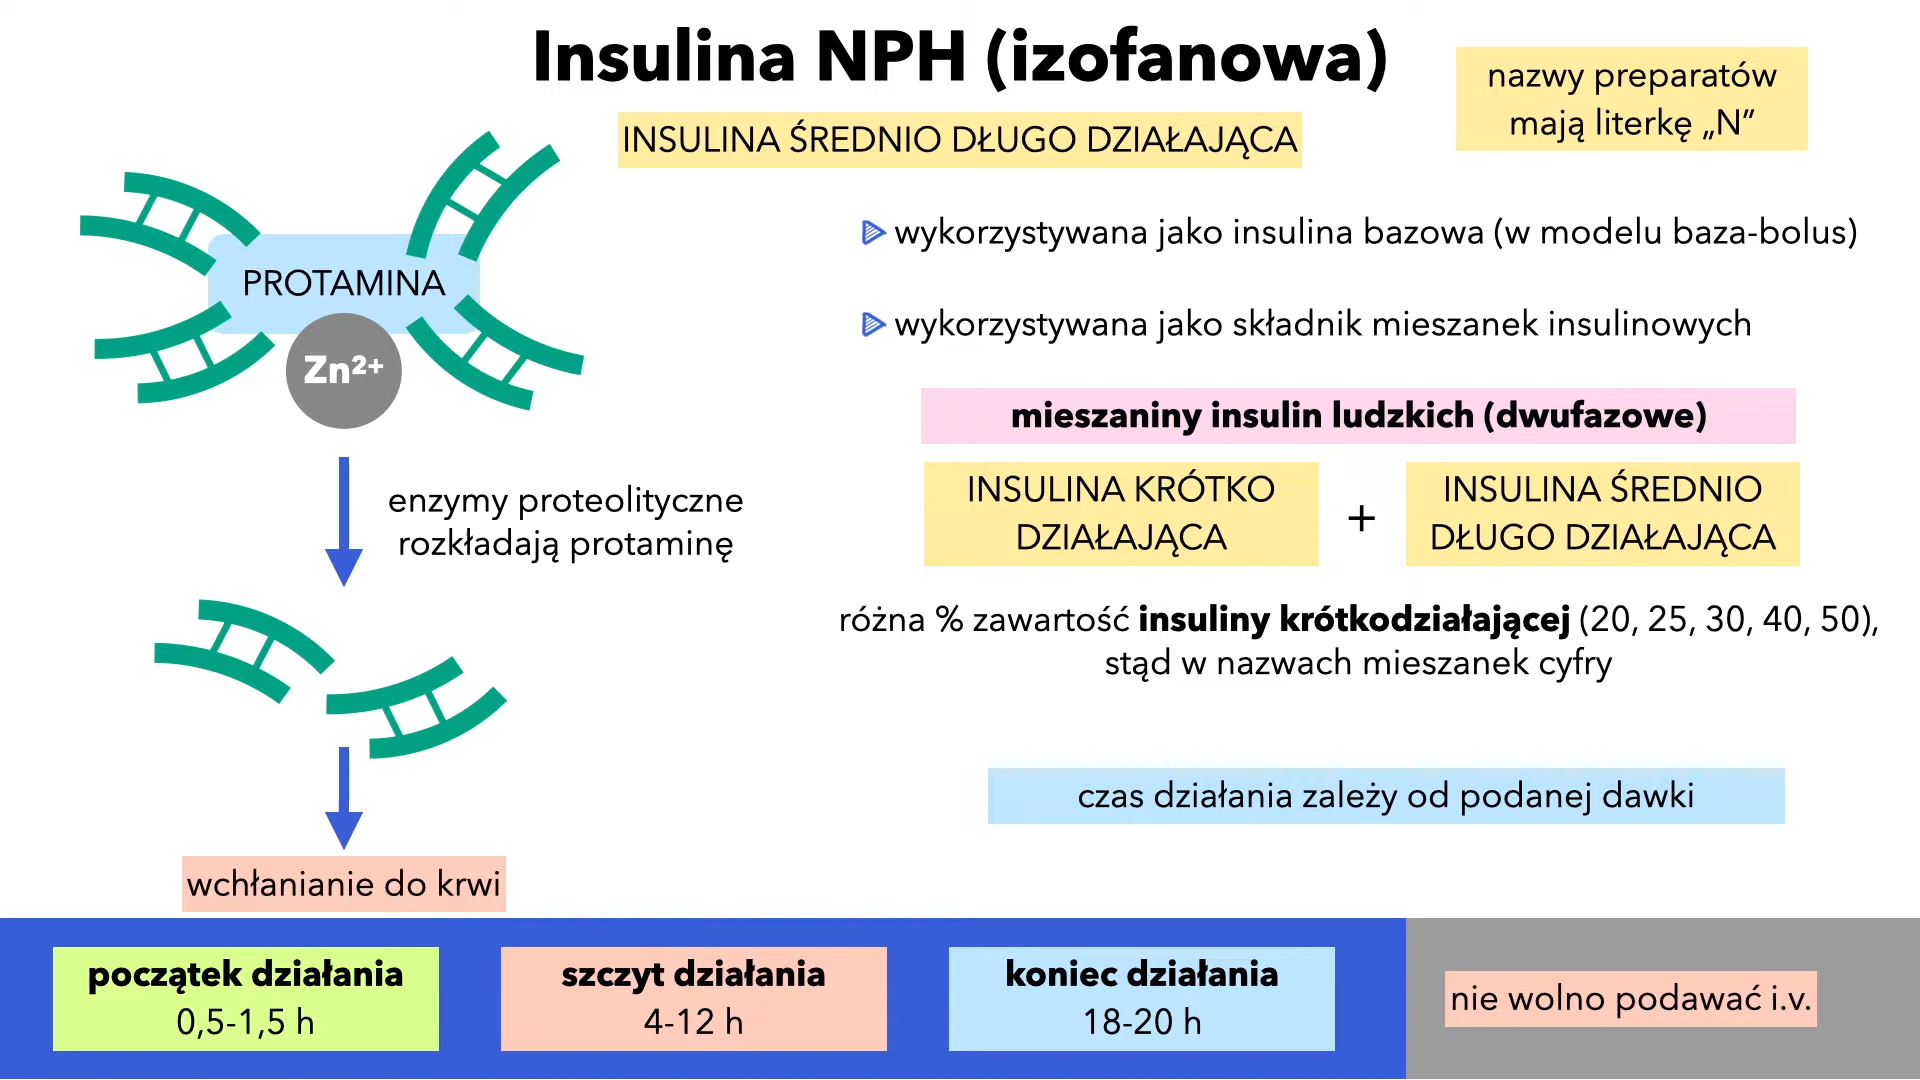 Insulina NPH (izofanowa)
INSULINA ŚREDNIO DŁUGO DZIAŁAJĄCA
nazwy preparatów
mają literkę „N”
PROTAMINA
Zn²⁺
enzymy proteolityczne
rozkładają protaminę
wchłanianie do krwi
wykorzystywana jako insulina bazowa (w modelu baza-bolus)
wykorzystywana jako składnik mieszanek insulinowych
mieszaniny insulin ludzkich (dwufazowe)
INSULINA KRÓTKO
DZIAŁAJĄCA
+
INSULINA ŚREDNIO
DŁUGO DZIAŁAJĄCA
różna % zawartość insuliny krótkodziałającej (20, 25, 30, 40, 50),
stąd w nazwach mieszanek cyfry
czas działania zależy od podanej dawki
początek działania
0,5-1,5 h
szczyt działania
4-12 h
koniec działania
18-20 h
nie wolno podawać i.v.